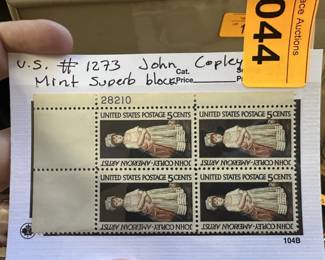 ace Auctions
044
U.S. # 1273 John Copley
Mint Superb block
Cat.
Price
28210
UNITED STATES POSTAGE 5 CENTS
UNITED STATES POSTAGE 5 CENTS
JOHN COPLEY-AMERICAN ARTIST
JOHN COPLEY-AMERICAN ARTIST
UNITED STATES POSTAGE 5 CENTS
UNITED STATES POSTAGE 5 CENTS
JOHN COPLEY-AMERICAN ARTIST
JOHN COPLEY-AMERICAN ARTIST
104B